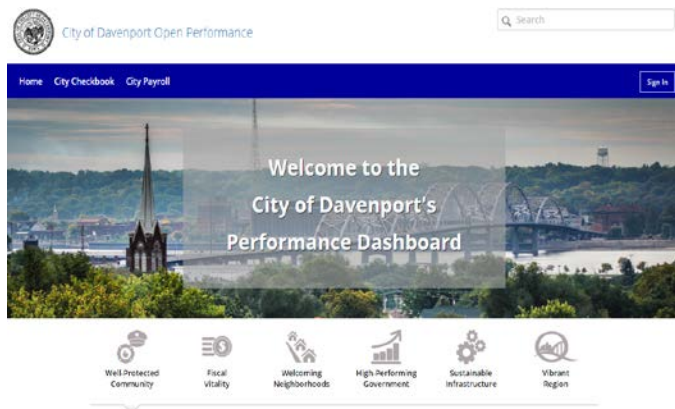 City of Davenport Open Performance
Search
Home City Checkbook City Payroll
Sign In
Welcome to the
City of Davenport's
Performance Dashboard
Well-Protected
Community
Fiscal
Vitality
Welcoming
Neighborhoods
High-Performing
Government
Sustainable
Infrastructure
Vibrant
Region